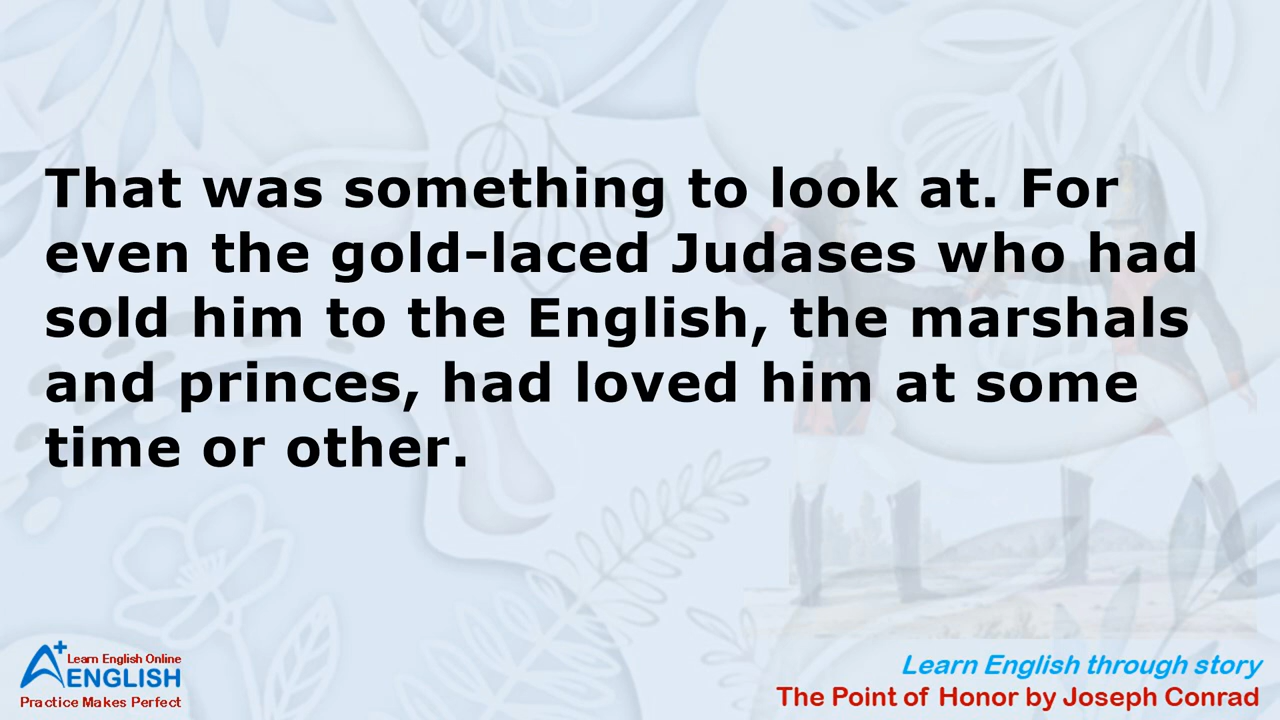 That was something to look at. For
even the gold-laced Judases who had
sold him to the English, the marshals
and princes, had loved him at some
time or other.
A+ Learn English Online
ENGLISH
Practice Makes Perfect
Learn English through story
The Point of Honor by Joseph Conrad